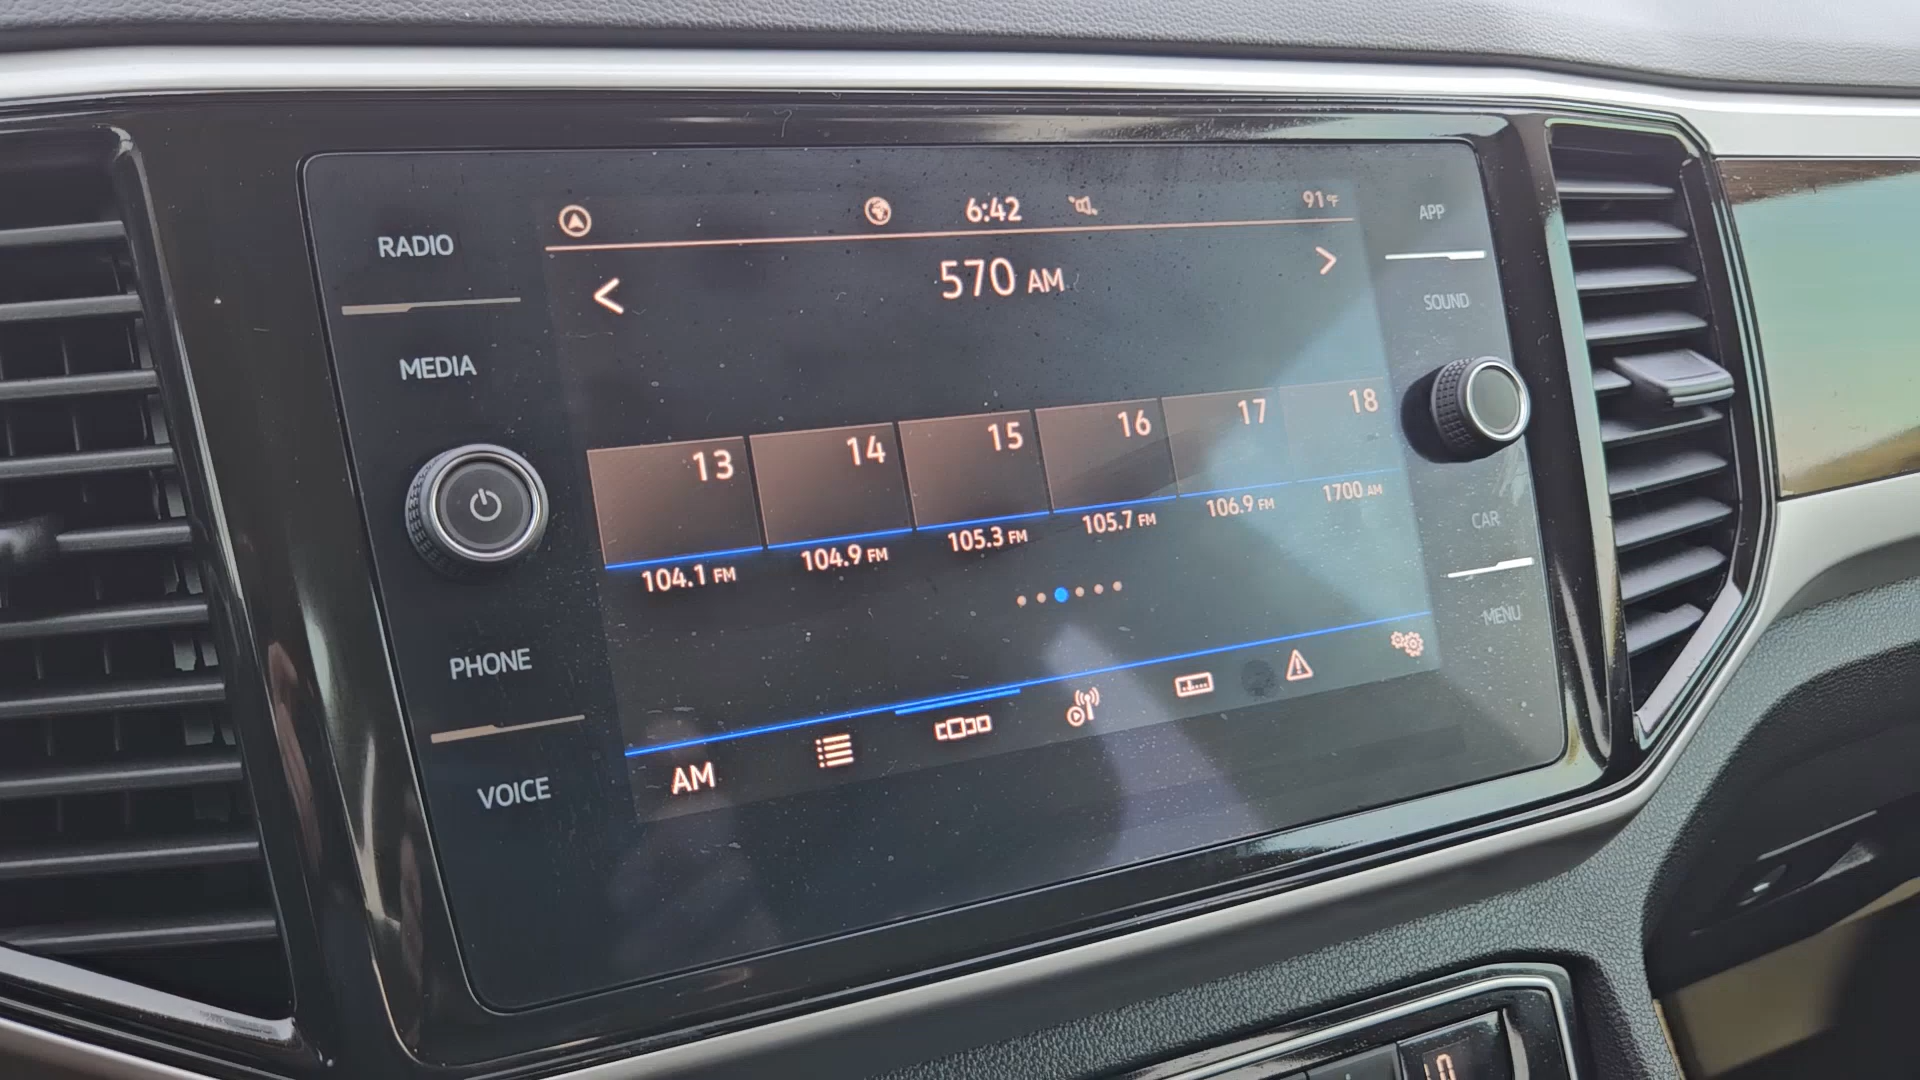 RADIO
MEDIA
PHONE
VOICE
6:42
91°F
570 AM
13 14 15 16 17 18
104.1 FM 104.9 FM 105.3 FM 105.7 FM 106.9 FM 1700 AM
AM
APP
SOUND
CAR
MENU